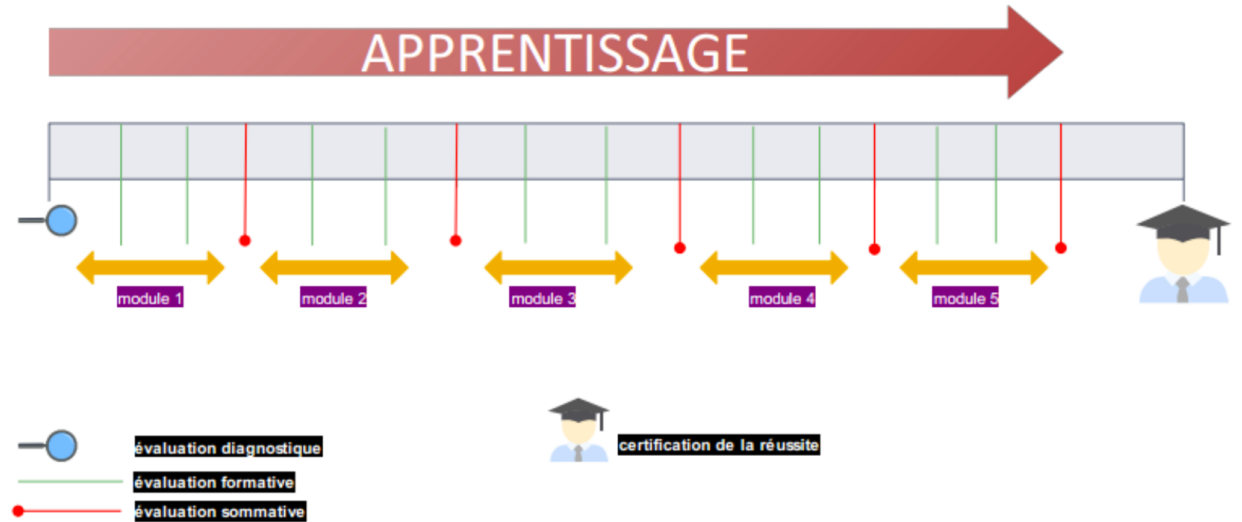 APPRENTISSAGE
module 1
module 2
module 3
module 4
module 5
évaluation diagnostique
certification de la réussite
évaluation formative
évaluation sommative